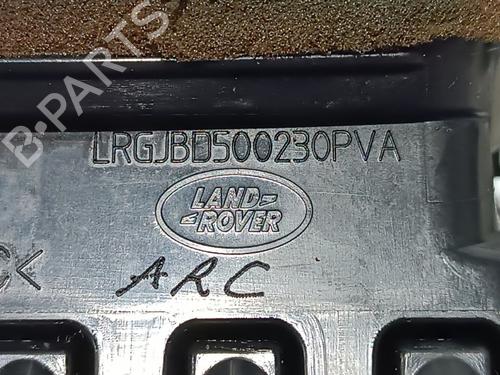 B-PARTS
LRGJBD500230PVA
LAND-
-ROVER
C<
ARC